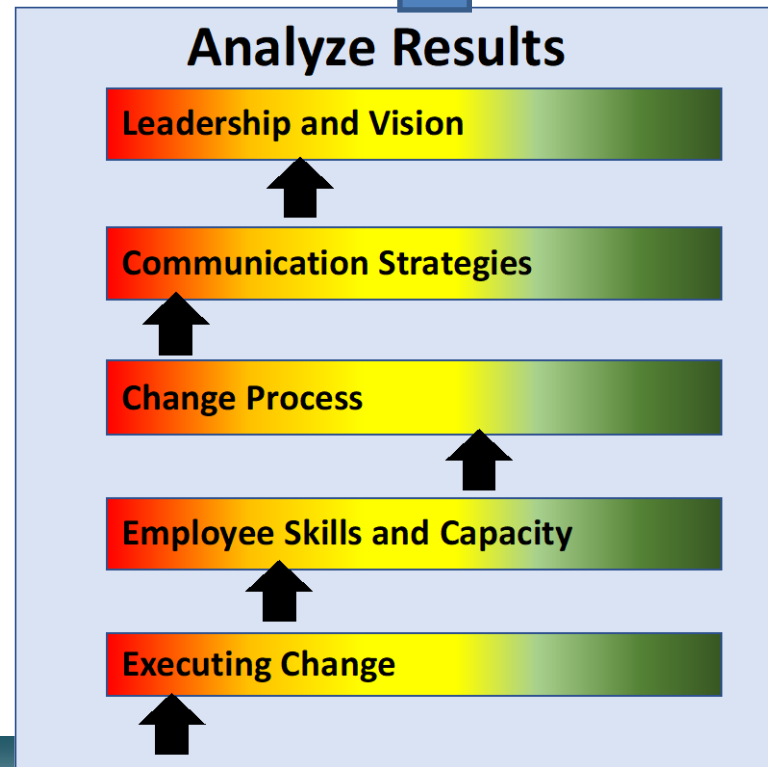 Analyze Results
Leadership and Vision
Communication Strategies
Change Process
Employee Skills and Capacity
Executing Change